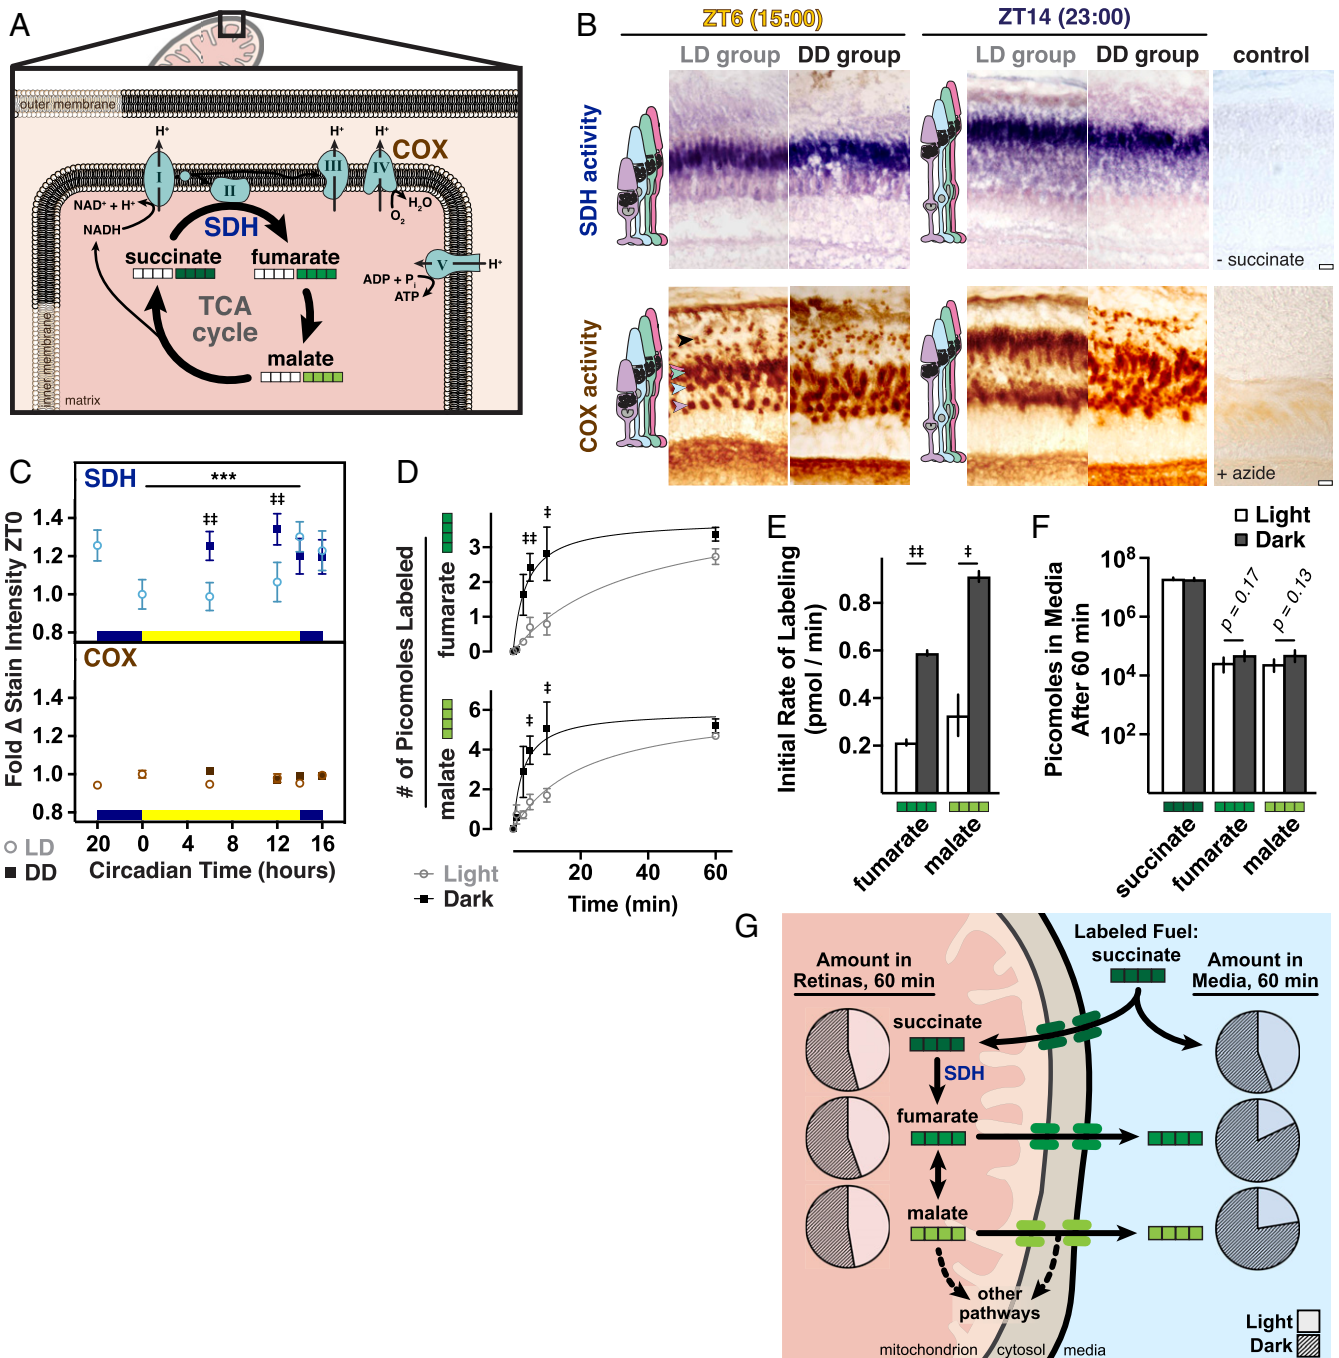 A
outer membrane
H⁺
H⁺
H⁺
COX
I
II
III
IV
NAD⁺ + H⁺
NADH
H₂O
O₂
SDH
succinate
fumarate
V
H⁺
ADP + Pᵢ
ATP
TCA
cycle
malate
inner membrane
matrix
B
ZT6 (15:00)
ZT14 (23:00)
LD group
DD group
LD group
DD group
control
SDH activity
- succinate
COX activity
+ azide
C
SDH
***
‡‡
‡‡
1.4
1.2
1.0
0.8
COX
1.4
1.2
1.0
0.8
Fold Δ Stain Intensity ZT0
20 0 4 8 12 16
Circadian Time (hours)
LD
DD
D
# of Picomoles Labeled
fumarate
3
2
1
0
‡‡
‡
malate
6
4
2
0
‡
‡
20 40 60
Time (min)
Light
Dark
E
Initial Rate of Labeling
(pmol / min)
0.8
0.6
0.4
0.2
‡‡
‡
fumarate
malate
F
Light
Dark
Picomoles in Media
After 60 min
10⁸
10⁶
10⁴
10²
p = 0.17
p = 0.13
succinate
fumarate
malate
G
Labeled Fuel:
succinate
Amount in
Retinas, 60 min
Amount in
Media, 60 min
succinate
SDH
fumarate
malate
other
pathways
mitochondrion
cytosol
media
Light
Dark